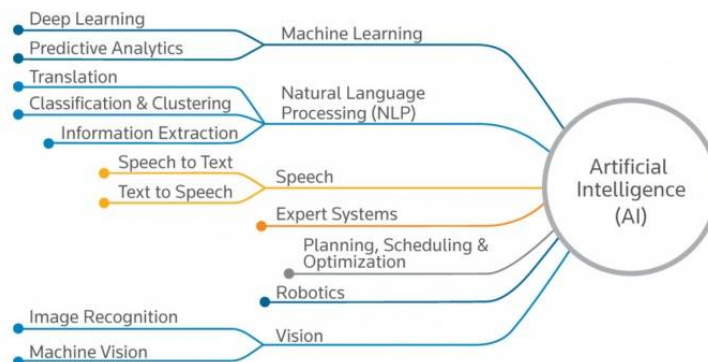 Deep Learning
Predictive Analytics
Machine Learning
Translation
Classification & Clustering
Information Extraction
Natural Language
Processing (NLP)
Speech to Text
Text to Speech
Speech
Expert Systems
Planning, Scheduling &
Optimization
Robotics
Image Recognition
Machine Vision
Vision
Artificial
Intelligence
(AI)